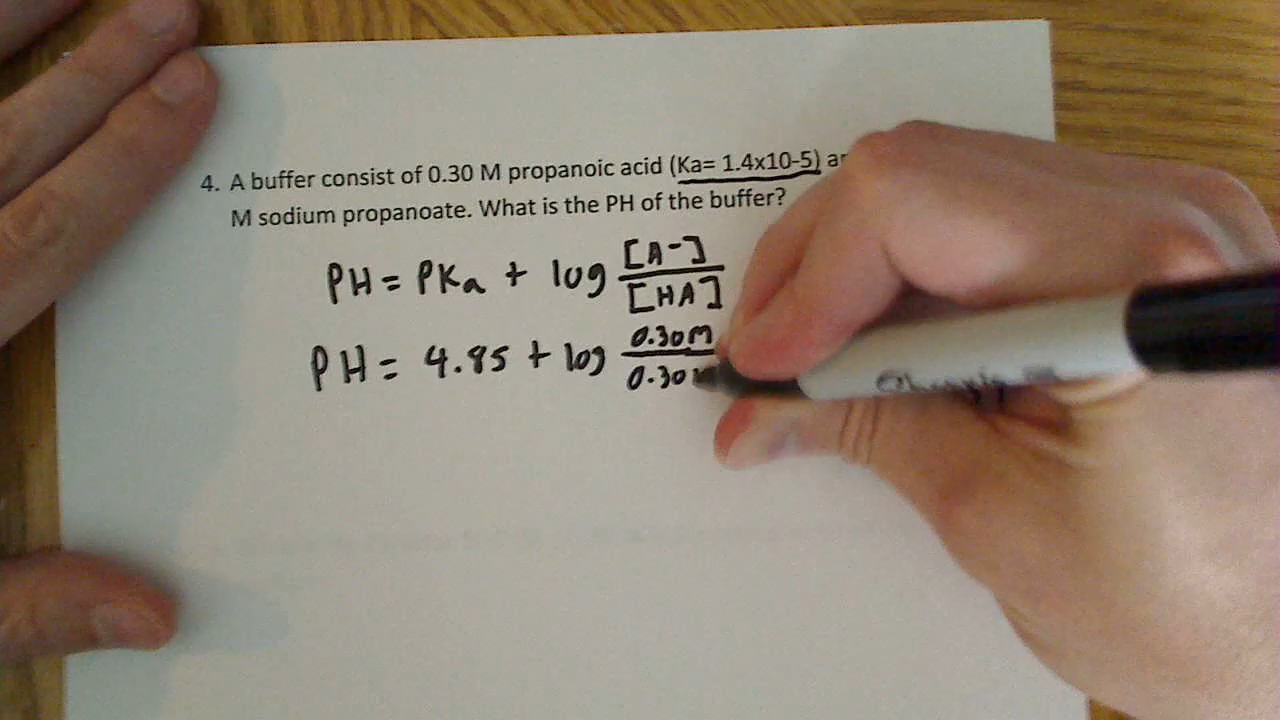 4. A buffer consist of 0.30 M propanoic acid (Ka= 1.4x10-5)
M sodium propanoate. What is the PH of the buffer?
PH = PKa + log [A-]/[HA]
PH = 4.85 + log 0.30M/0.30